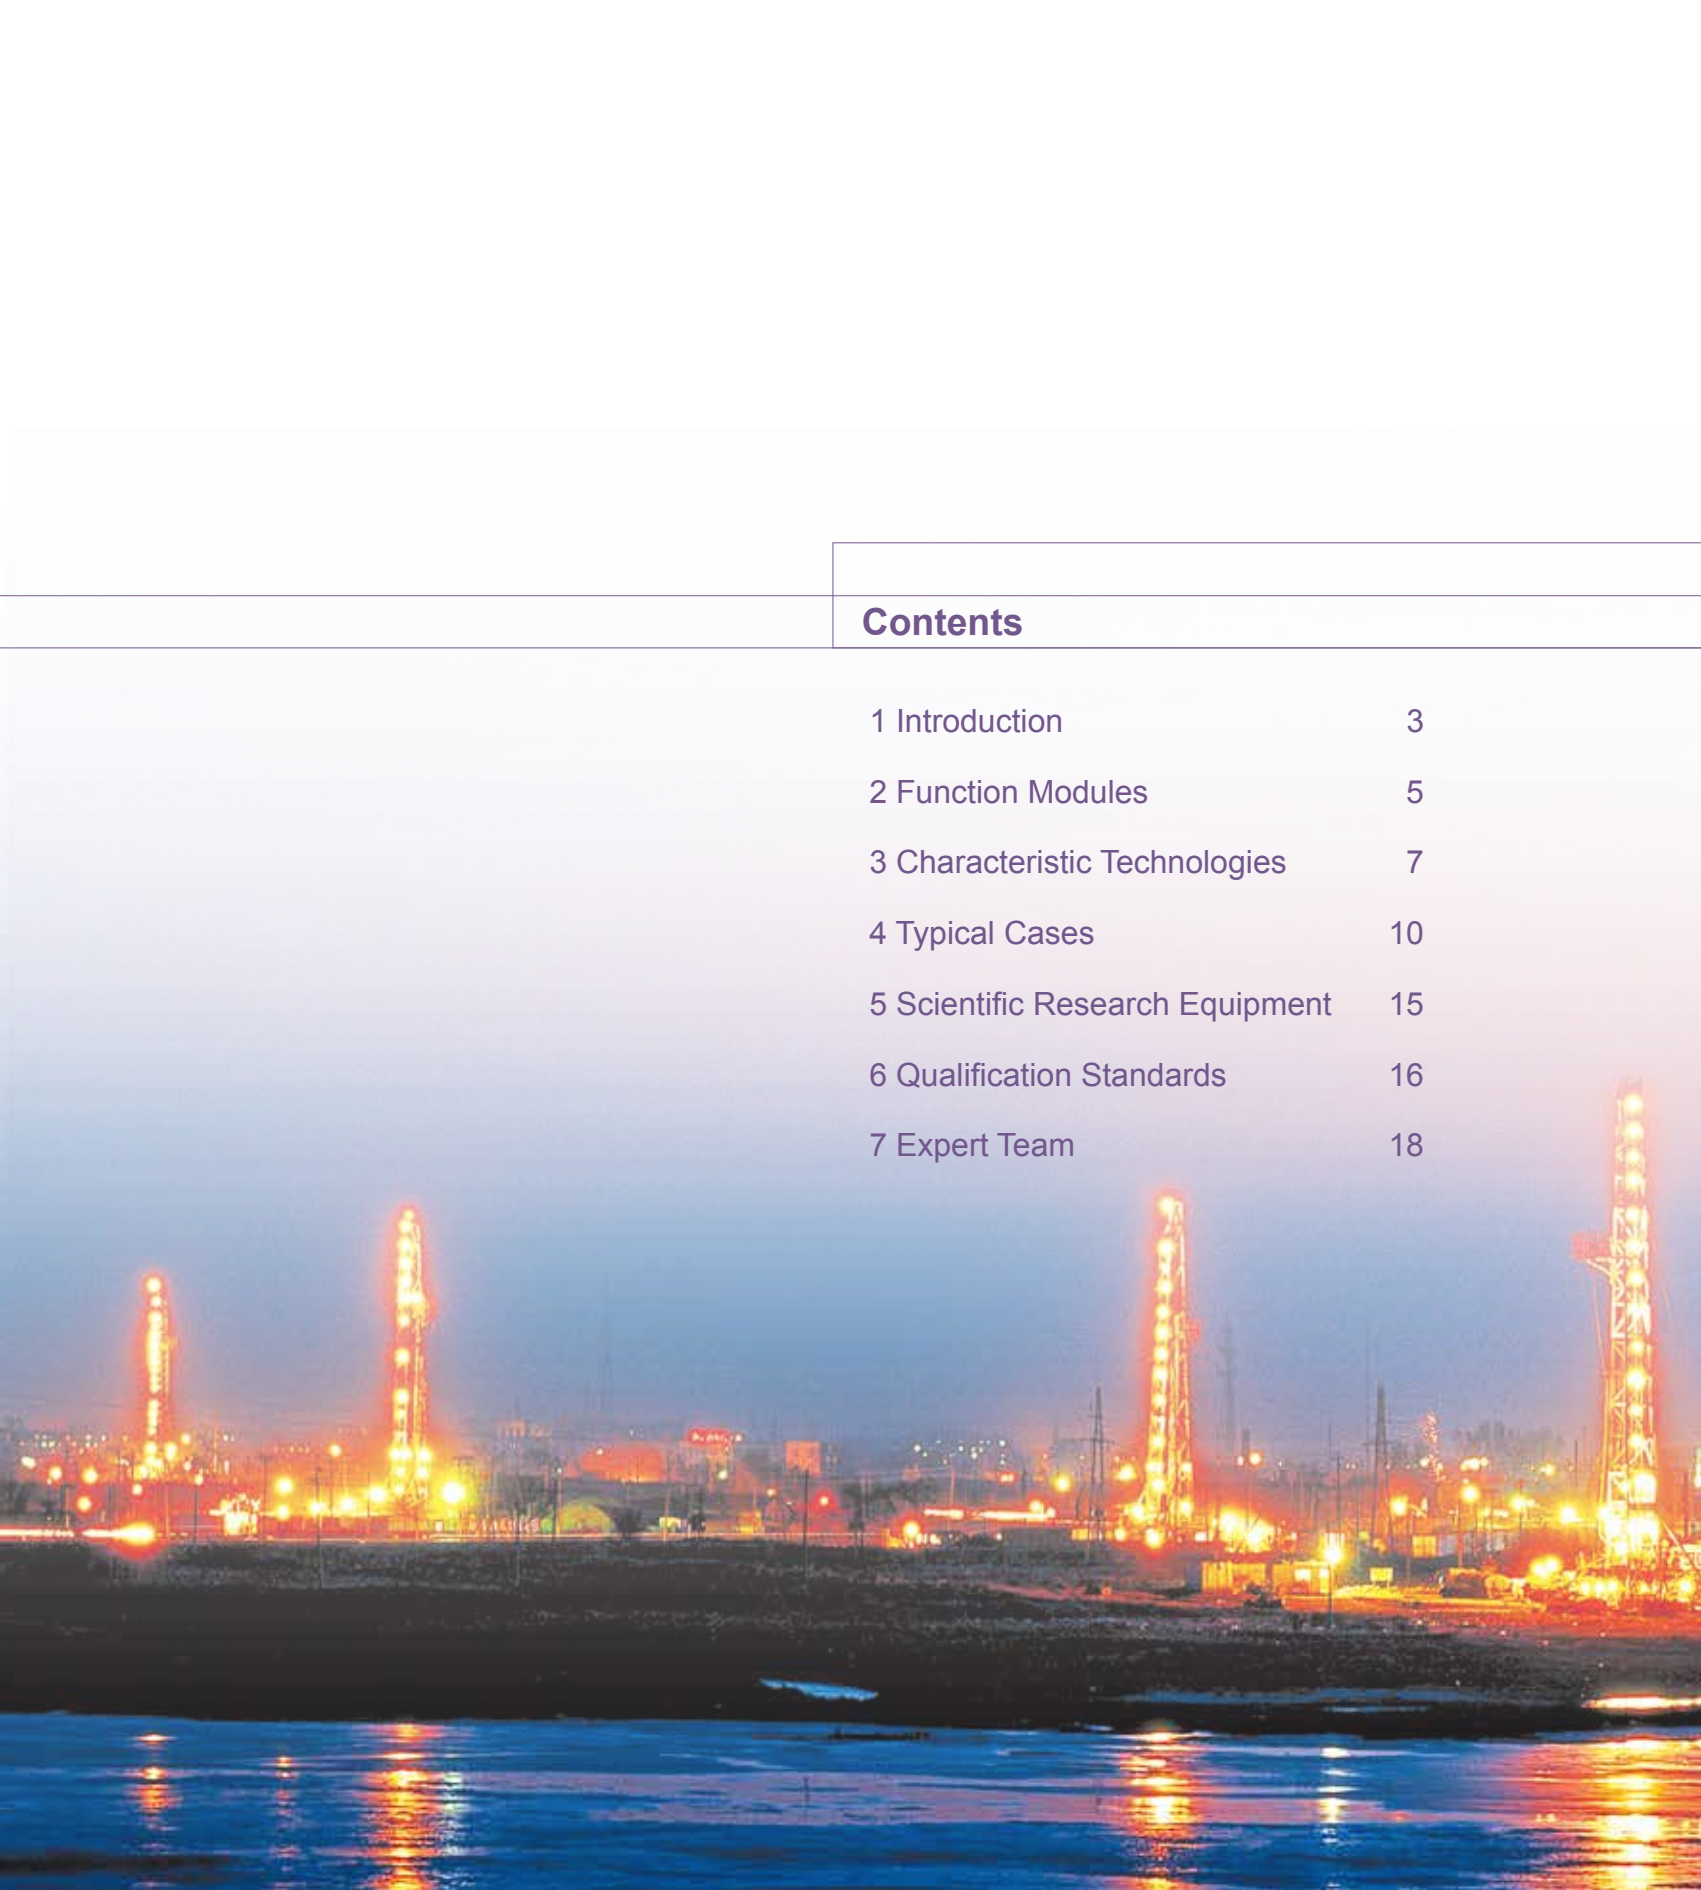 Contents
1 Introduction 3
2 Function Modules 5
3 Characteristic Technologies 7
4 Typical Cases 10
5 Scientific Research Equipment 15
6 Qualification Standards 16
7 Expert Team 18